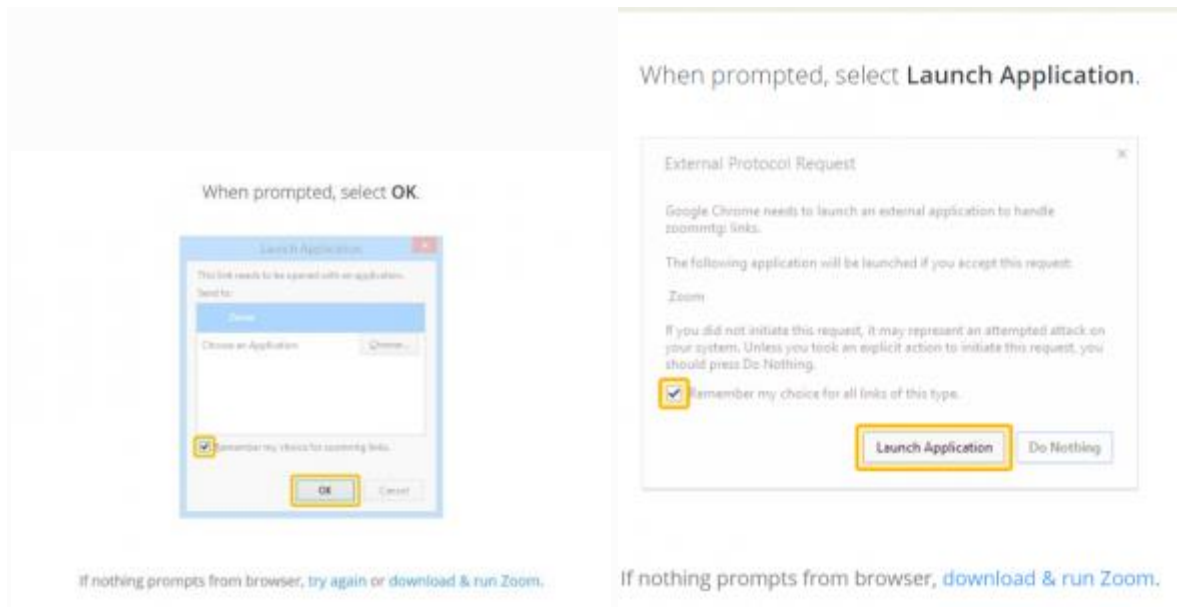 When prompted, select OK.
Launch Application
This link needs to be opened with an application.
Send to:
Zoom
Choose an Application
Choose...
Remember my choice for zoommtg links.
OK
Cancel
If nothing prompts from browser, try again or download & run Zoom.
When prompted, select Launch Application.
External Protocol Request
Google Chrome needs to launch an external application to handle
zoommtg: links.
The following application will be launched if you accept this request:
Zoom
If you did not initiate this request, it may represent an attempted attack on
your system. Unless you took an explicit action to initiate this request, you
should press Do Nothing.
Remember my choice for all links of this type.
Launch Application
Do Nothing
If nothing prompts from browser, download & run Zoom.